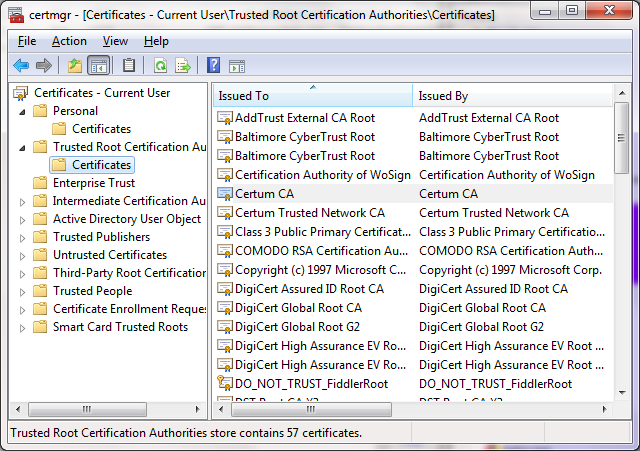 certmgr - [Certificates - Current User\Trusted Root Certification Authorities\Certificates]
File Action View Help
Certificates - Current User
Personal
Certificates
Trusted Root Certification Au
Certificates
Enterprise Trust
Intermediate Certification Au
Active Directory User Object
Trusted Publishers
Untrusted Certificates
Third-Party Root Certification
Trusted People
Certificate Enrollment Reques
Smart Card Trusted Roots
Issued To Issued By
AddTrust External CA Root AddTrust External CA Root
Baltimore CyberTrust Root Baltimore CyberTrust Root
Baltimore CyberTrust Root Baltimore CyberTrust Root
Certification Authority of WoSign Certification Authority of WoSign
Certum CA Certum CA
Certum Trusted Network CA Certum Trusted Network CA
Class 3 Public Primary Certificat... Class 3 Public Primary Certificat...
COMODO RSA Certification Au... COMODO RSA Certification Auth...
Copyright (c) 1997 Microsoft C... Copyright (c) 1997 Microsoft Corp.
DigiCert Assured ID Root CA DigiCert Assured ID Root CA
DigiCert Global Root CA DigiCert Global Root CA
DigiCert Global Root G2 DigiCert Global Root G2
DigiCert High Assurance EV Ro... DigiCert High Assurance EV Root ...
DigiCert High Assurance EV Ro... DigiCert High Assurance EV Root ...
DO_NOT_TRUST_FiddlerRoot DO_NOT_TRUST_FiddlerRoot
DST Root CA X3 DST Root CA X3
Trusted Root Certification Authorities store contains 57 certificates.